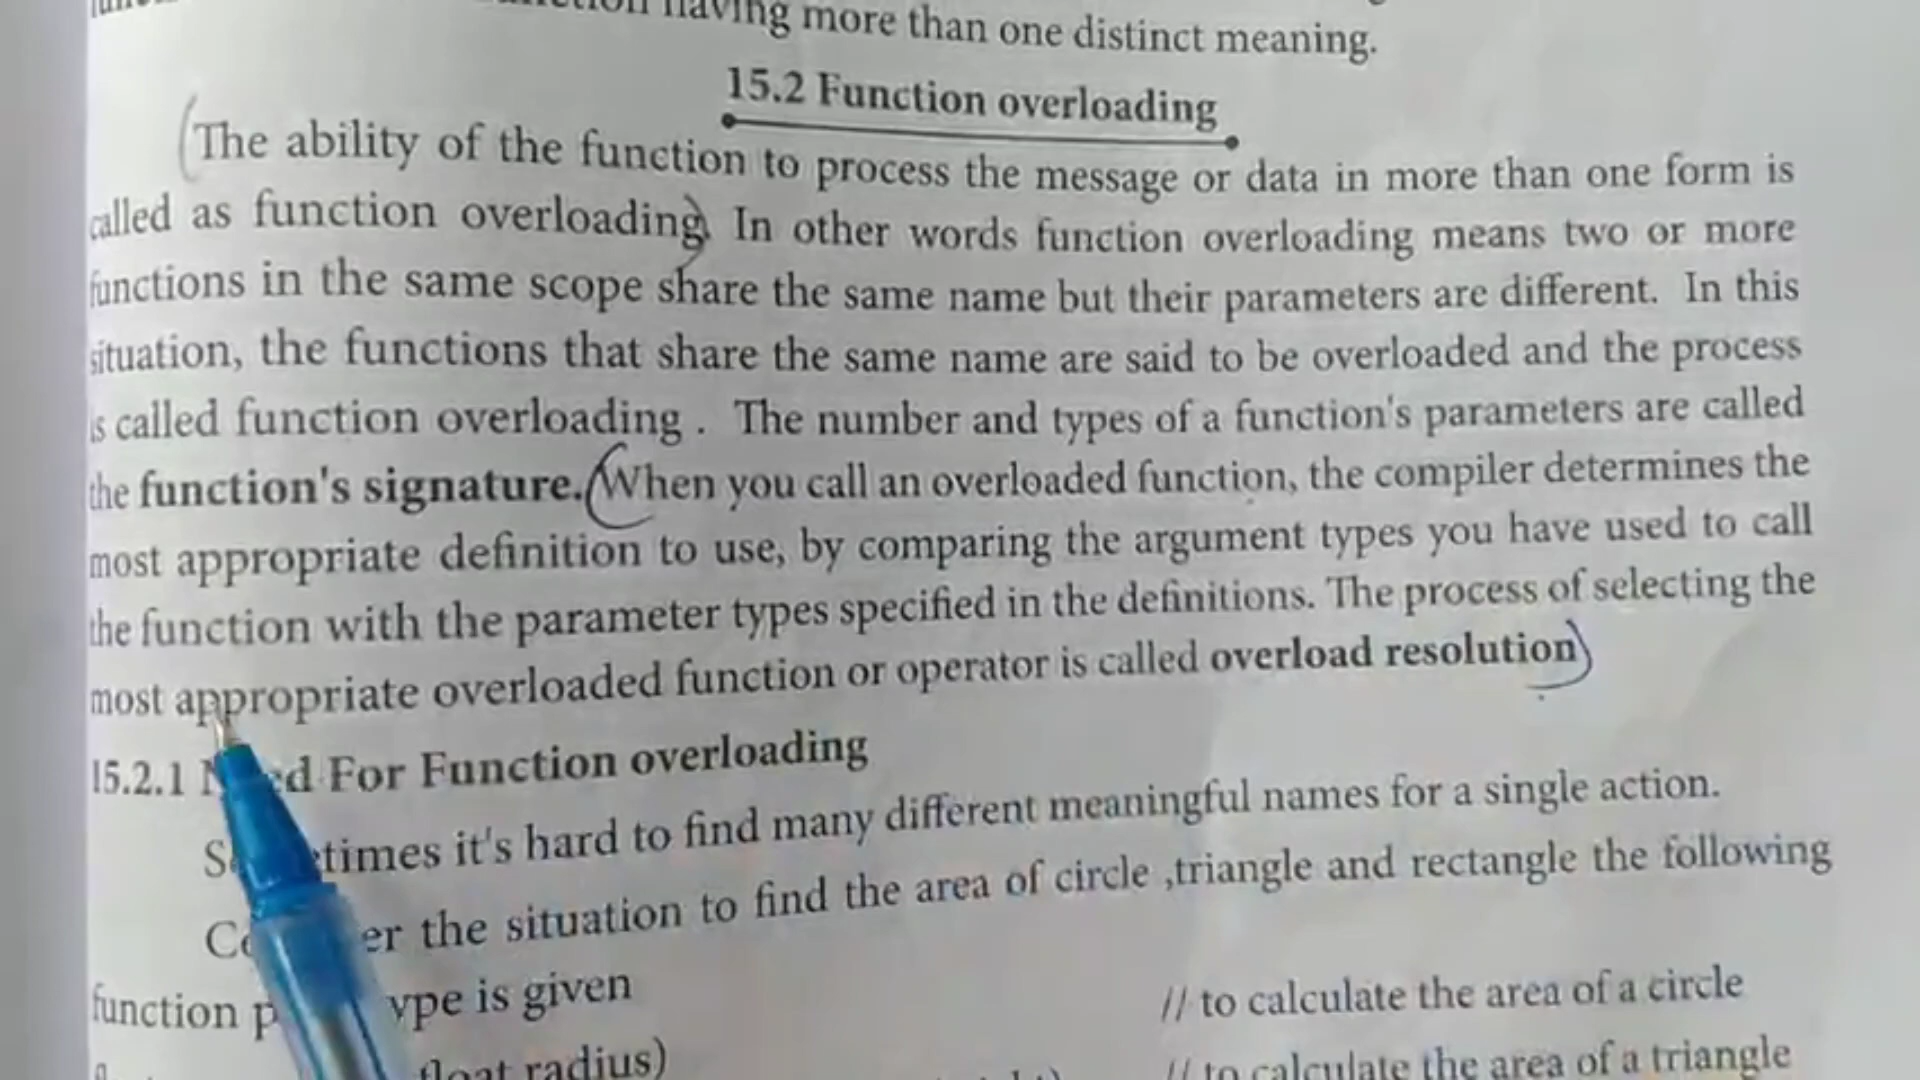 having more than one distinct meaning.
15.2 Function overloading
(The ability of the function to process the message or data in more than one form is
called as function overloading). In other words function overloading means two or more
functions in the same scope share the same name but their parameters are different. In this
situation, the functions that share the same name are said to be overloaded and the process
is called function overloading . The number and types of a function's parameters are called
the function's signature. (When you call an overloaded function, the compiler determines the
most appropriate definition to use, by comparing the argument types you have used to call
the function with the parameter types specified in the definitions. The process of selecting the
most appropriate overloaded function or operator is called overload resolution)
15.2.1 Need For Function overloading
Sometimes it's hard to find many different meaningful names for a single action.
Consider the situation to find the area of circle ,triangle and rectangle the following
function prototype is given
// to calculate the area of a circle
float radius)
// to calculate the area of a triangle